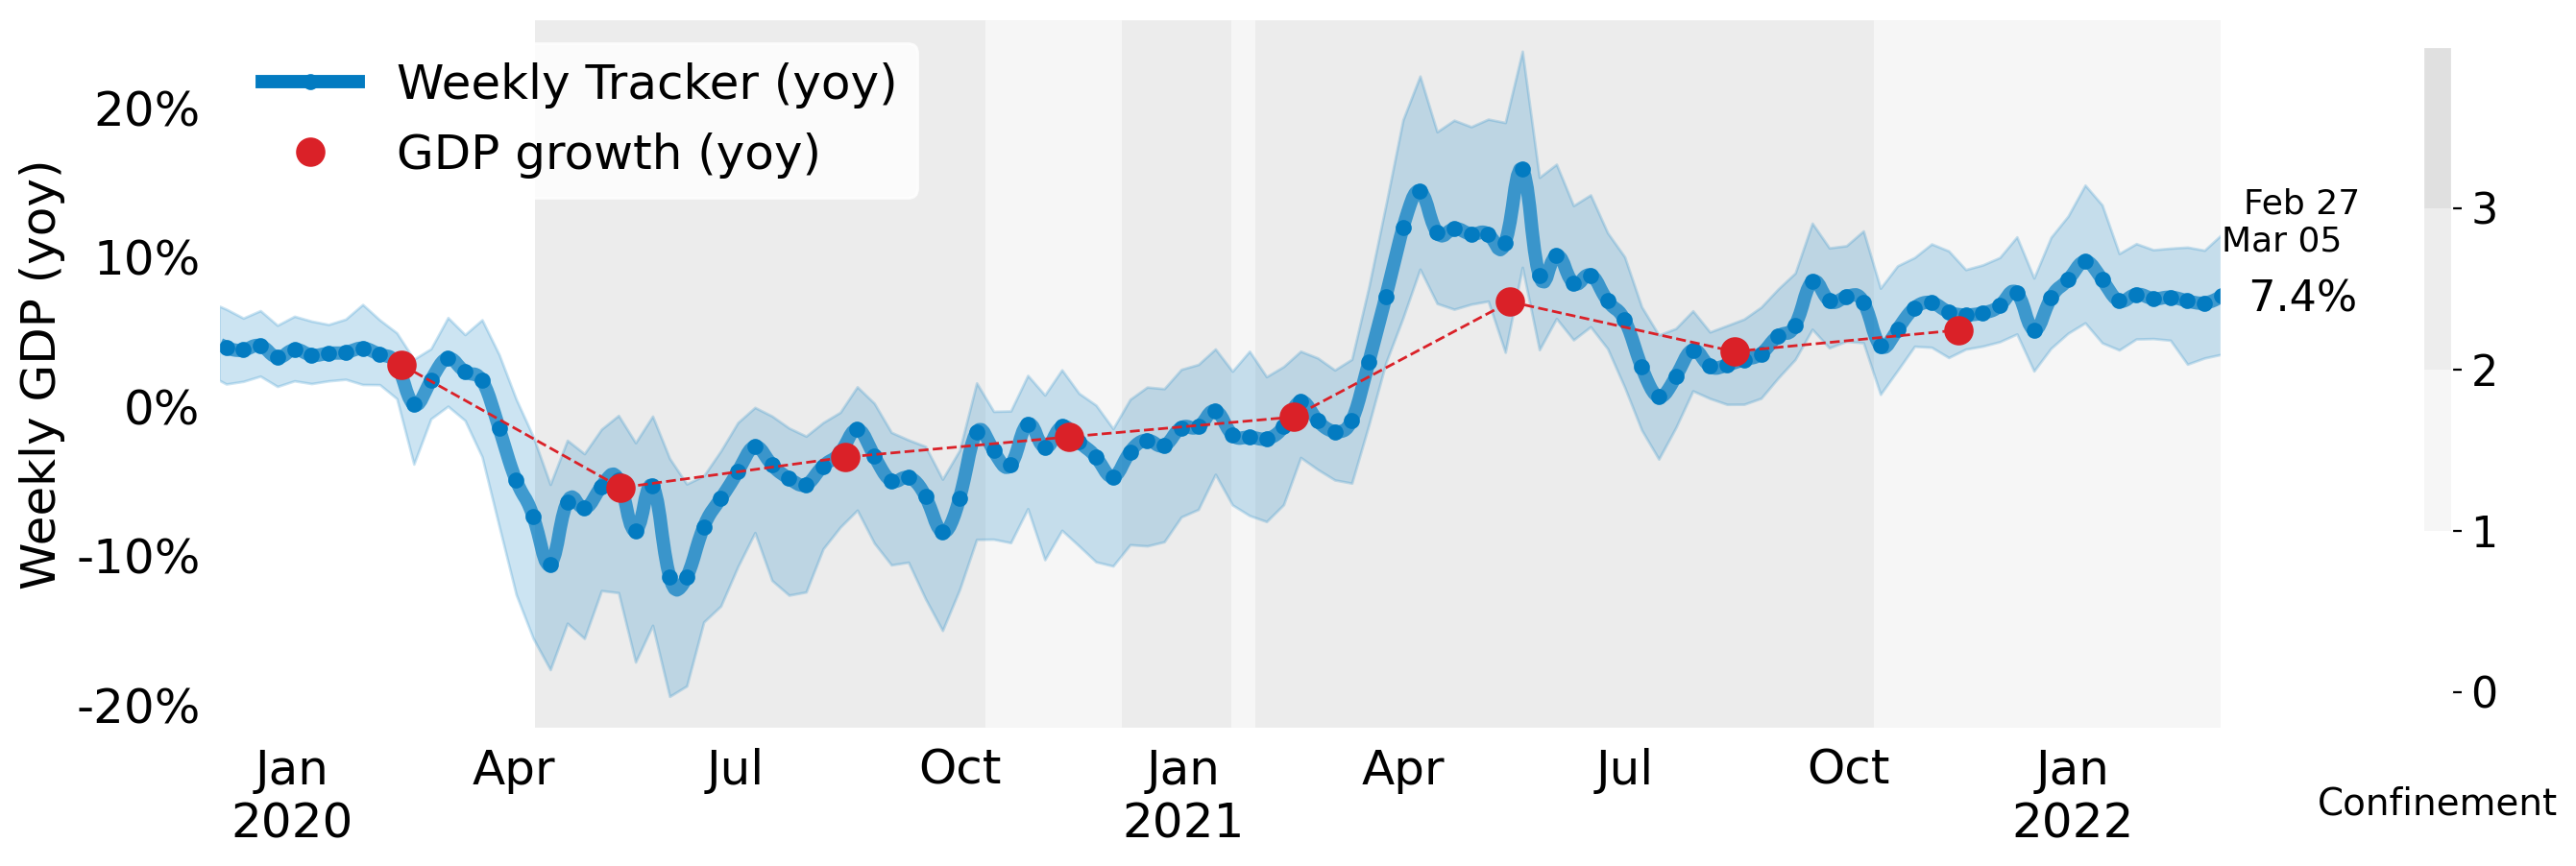 Weekly Tracker (yoy)
GDP growth (yoy)
Weekly GDP (yoy)
20%
10%
0%
-10%
-20%
Jan
2020
Apr
Jul
Oct
Jan
2021
Apr
Jul
Oct
Jan
2022
Feb 27
Mar 05
7.4%
3
2
1
0
Confinement